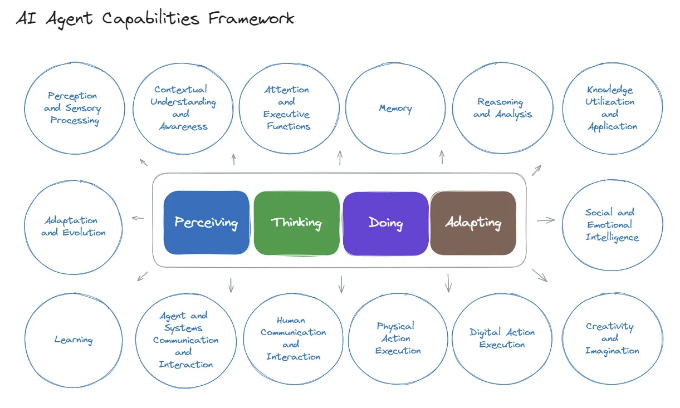 AI Agent Capabilities Framework
Perception
and Sensory
Processing
Contextual
Understanding
and
Awareness
Attention
and
Executive
Functions
Memory
Reasoning
and Analysis
Knowledge
Utilization
and
Application
Adaptation
and Evolution
Perceiving
Thinking
Doing
Adapting
Social and
Emotional
Intelligence
Learning
Agent and
Systems
Communication
and
Interaction
Human
Communication
and
Interaction
Physical
Action
Execution
Digital Action
Execution
Creativity
and
Imagination